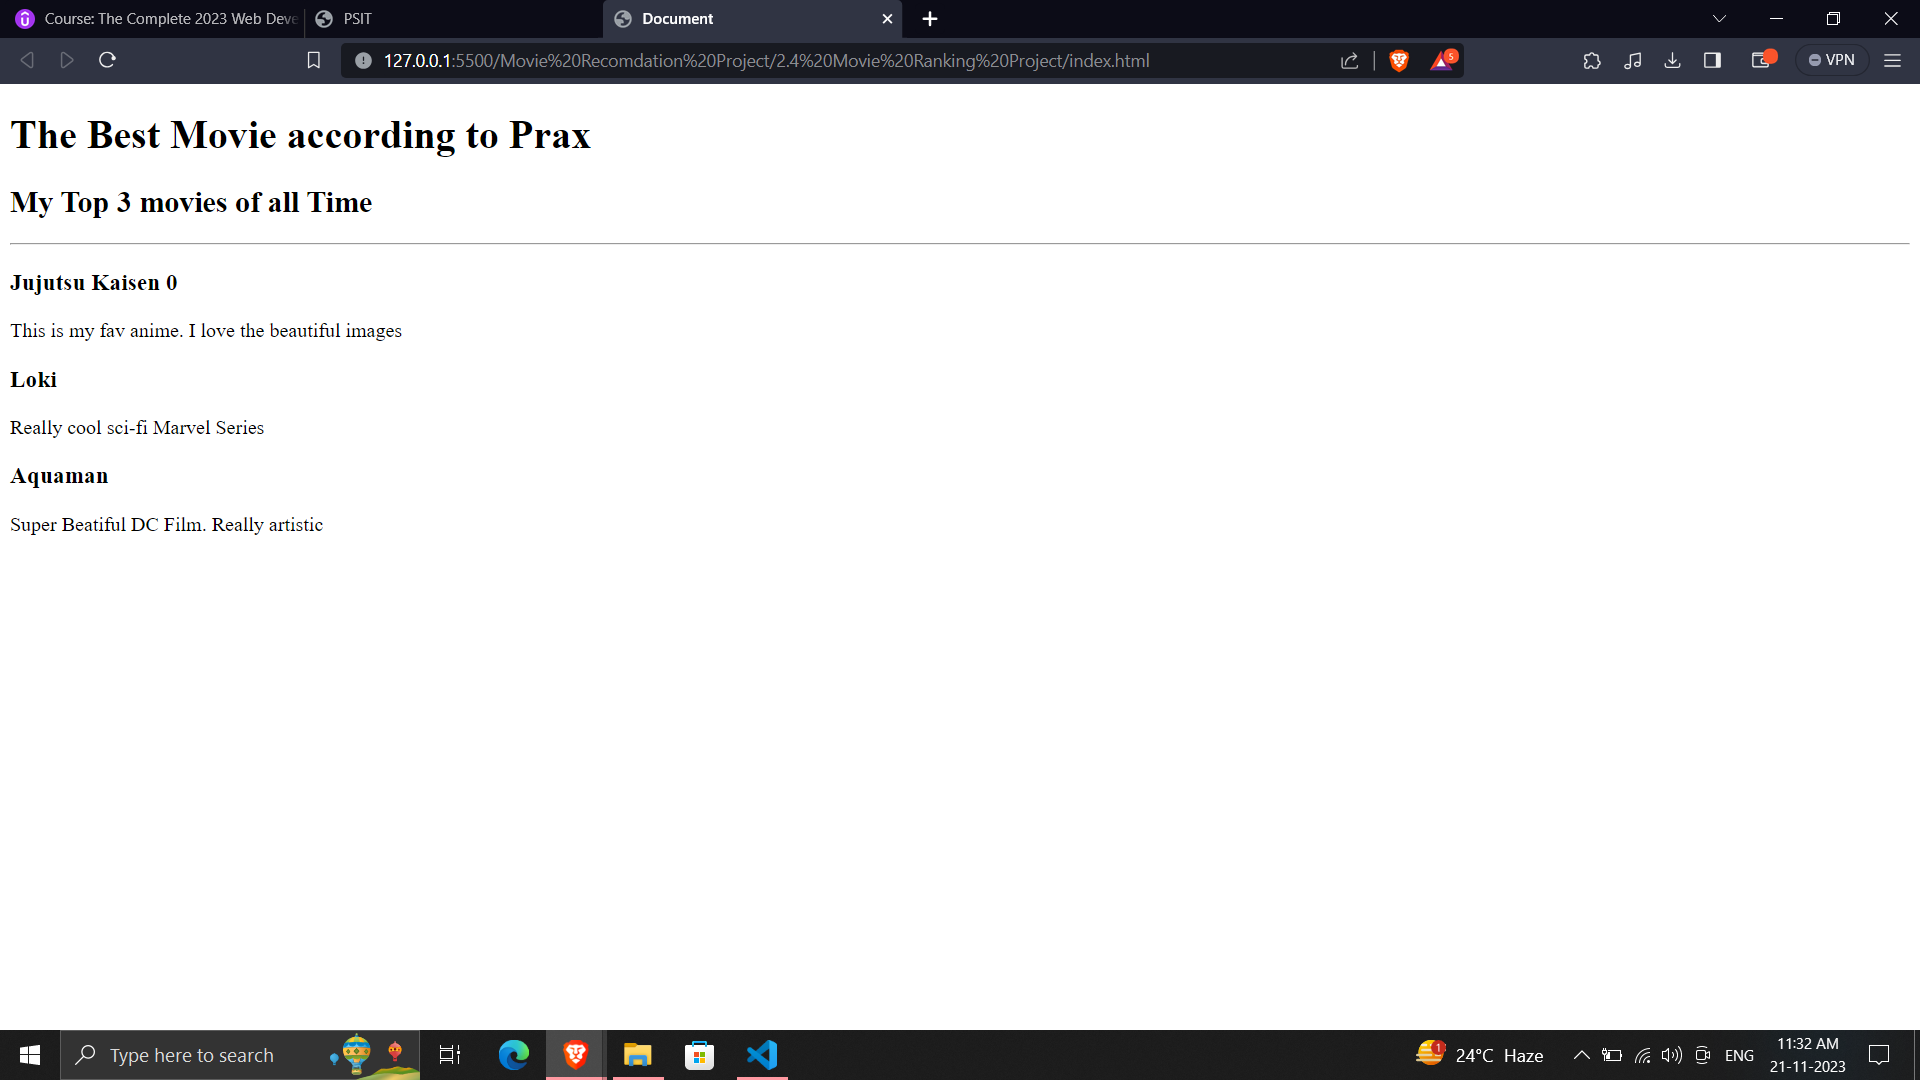 Course: The Complete 2023 Web Deve
PSIT
Document
127.0.0.1:5500/Movie%20Recomdation%20Project/2.4%20Movie%20Ranking%20Project/index.html
5
VPN
The Best Movie according to Prax
My Top 3 movies of all Time
Jujutsu Kaisen 0
This is my fav anime. I love the beautiful images
Loki
Really cool sci-fi Marvel Series
Aquaman
Super Beatiful DC Film. Really artistic
Type here to search
1
24°C Haze
ENG
11:32 AM
21-11-2023